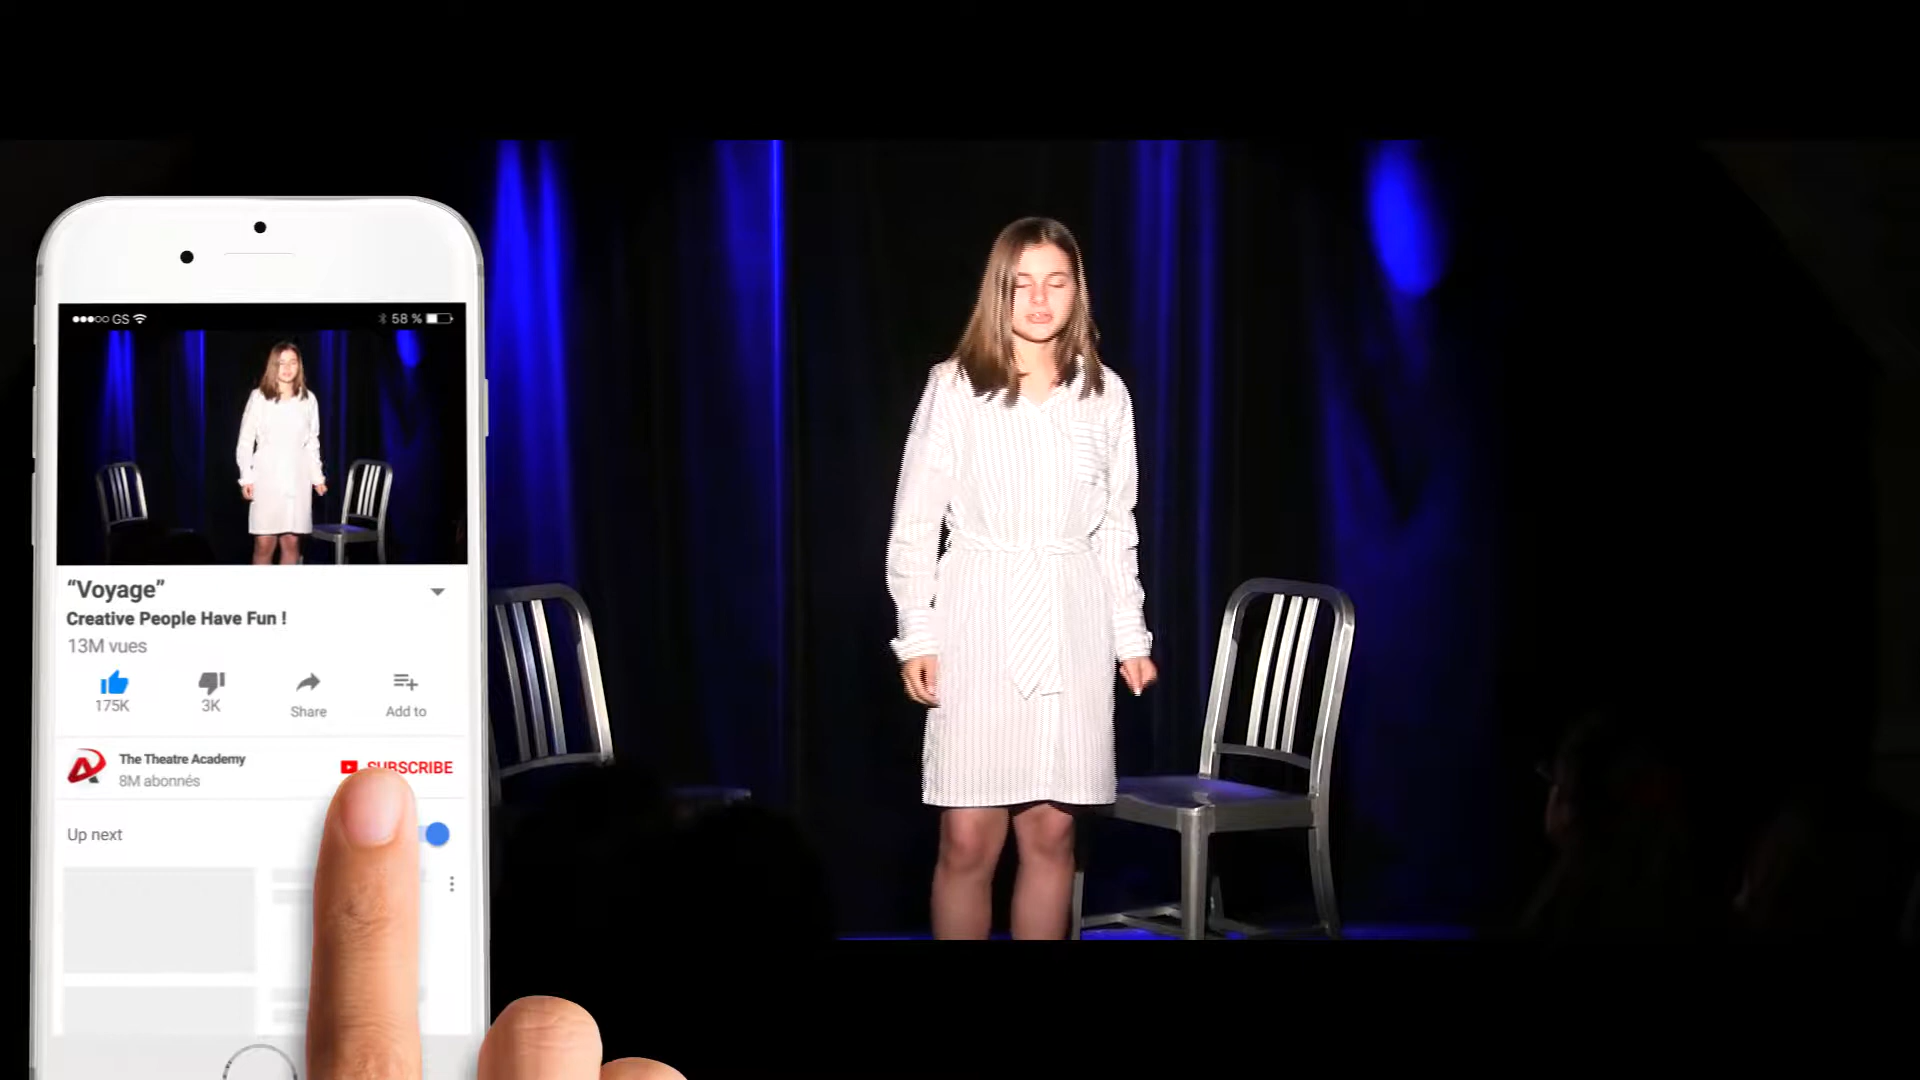 GS 58 %
“Voyage”
Creative People Have Fun !
13M vues
175K 3K Share Add to
The Theatre Academy
SUBSCRIBE
8M abonnés
Up next